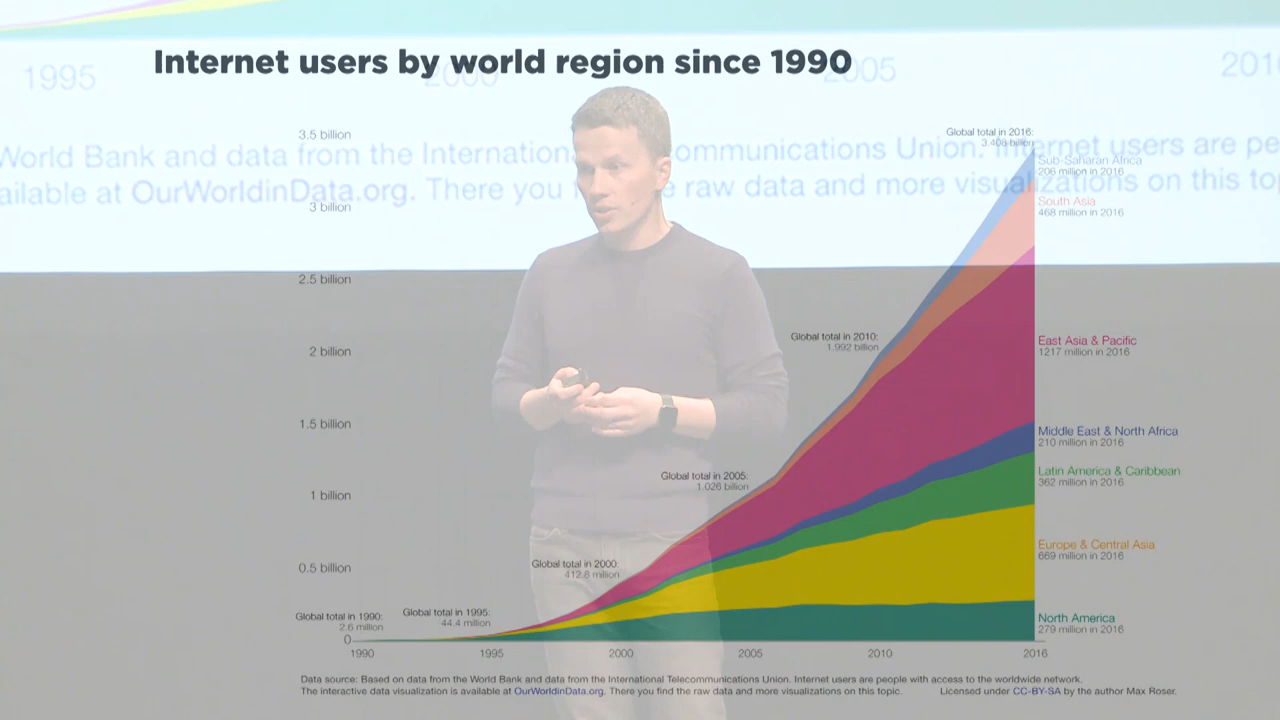 Internet users by world region since 1990
1995
2000
2005
201
World Bank and data from the Internation
ommunications Union. Internet users are pe
ailable at OurWorldinData.org. There you
raw data and more visualizations on this to
3.5 billion
3 billion
2.5 billion
2 billion
1.5 billion
1 billion
0.5 billion
0
Global total in 2016:
3.408 billion
Sub-Saharan Africa
206 million in 2016
South Asia
468 million in 2016
Global total in 2010:
1.992 billion
East Asia & Pacific
1217 million in 2016
Middle East & North Africa
210 million in 2016
Global total in 2005:
1.026 billion
Latin America & Caribbean
362 million in 2016
Europe & Central Asia
669 million in 2016
Global total in 2000:
412.8 million
Global total in 1995:
44.4 million
Global total in 1990:
2.6 million
North America
279 million in 2016
1990 1995 2000 2005 2010 2016
Data source: Based on data from the World Bank and data from the International Telecommunications Union. Internet users are people with access to the worldwide network.
The interactive data visualization is available at OurWorldinData.org. There you find the raw data and more visualizations on this topic. Licensed under CC-BY-SA by the author Max Roser.